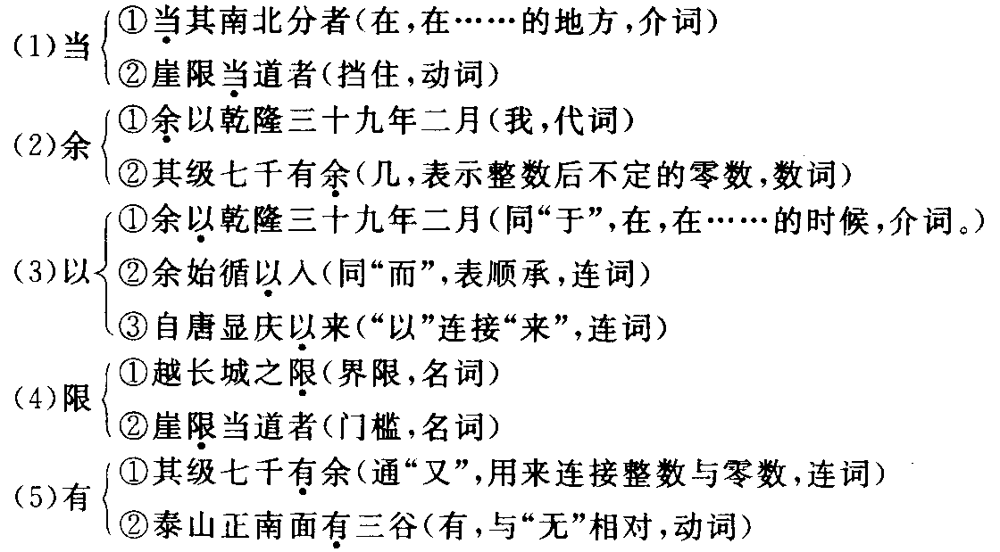 (1)当
①当其南北分者(在,在……的地方,介词)
②崖限当道者(挡住,动词)
(2)余
①余以乾隆三十九年二月(我,代词)
②其级七千有余(几,表示整数后不定的零数,数词)
(3)以
①余以乾隆三十九年二月(同“于”,在,在……的时候,介词。)
②余始循以入(同“而”,表顺承,连词)
③自唐显庆以来(“以”连接“来”,连词)
(4)限
①越长城之限(界限,名词)
②崖限当道者(门槛,名词)
(5)有
①其级七千有余(通“又”,用来连接整数与零数,连词)
②泰山正南面有三谷(有,与“无”相对,动词)